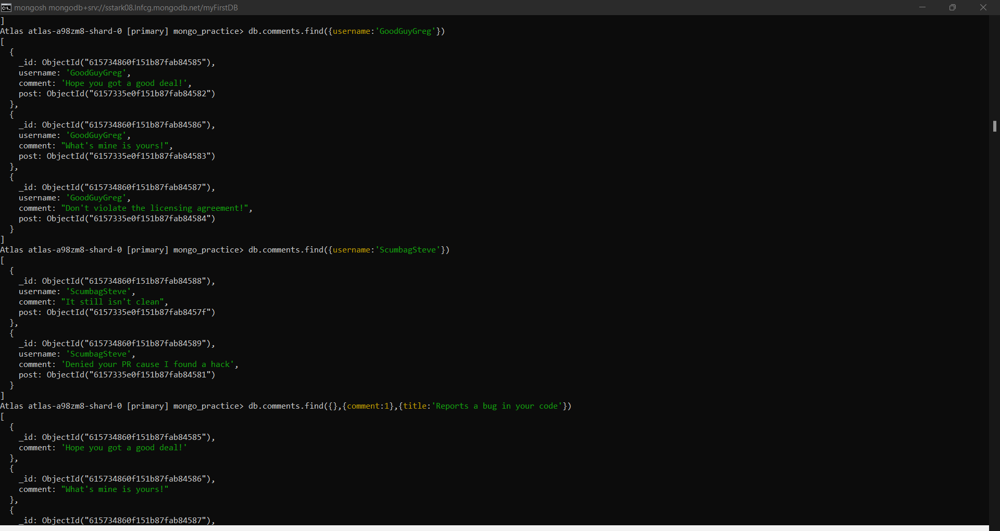 mongosh mongodb+srv://sstark08.lnfcg.mongodb.net/myFirstDB
]
Atlas atlas-a98zm8-shard-0 [primary] mongo_practice> db.comments.find({username:'GoodGuyGreg'})
[
  {
    _id: ObjectId("615734860f151b87fab84585"),
    username: 'GoodGuyGreg',
    comment: 'Hope you got a good deal!',
    post: ObjectId("6157335e0f151b87fab84582")
  },
  {
    _id: ObjectId("615734860f151b87fab84586"),
    username: 'GoodGuyGreg',
    comment: "What's mine is yours!",
    post: ObjectId("6157335e0f151b87fab84583")
  },
  {
    _id: ObjectId("615734860f151b87fab84587"),
    username: 'GoodGuyGreg',
    comment: "Don't violate the licensing agreement!",
    post: ObjectId("6157335e0f151b87fab84584")
  }
]
Atlas atlas-a98zm8-shard-0 [primary] mongo_practice> db.comments.find({username:'ScumbagSteve'})
[
  {
    _id: ObjectId("615734860f151b87fab84588"),
    username: 'ScumbagSteve',
    comment: "It still isn't clean",
    post: ObjectId("6157335e0f151b87fab8457f")
  },
  {
    _id: ObjectId("615734860f151b87fab84589"),
    username: 'ScumbagSteve',
    comment: 'Denied your PR cause I found a hack',
    post: ObjectId("6157335e0f151b87fab84581")
  }
]
Atlas atlas-a98zm8-shard-0 [primary] mongo_practice> db.comments.find({},{comment:1},{title:'Reports a bug in your code'})
[
  {
    _id: ObjectId("615734860f151b87fab84585"),
    comment: 'Hope you got a good deal!'
  },
  {
    _id: ObjectId("615734860f151b87fab84586"),
    comment: "What's mine is yours!"
  },
  {
    _id: ObjectId("615734860f151b87fab84587"),